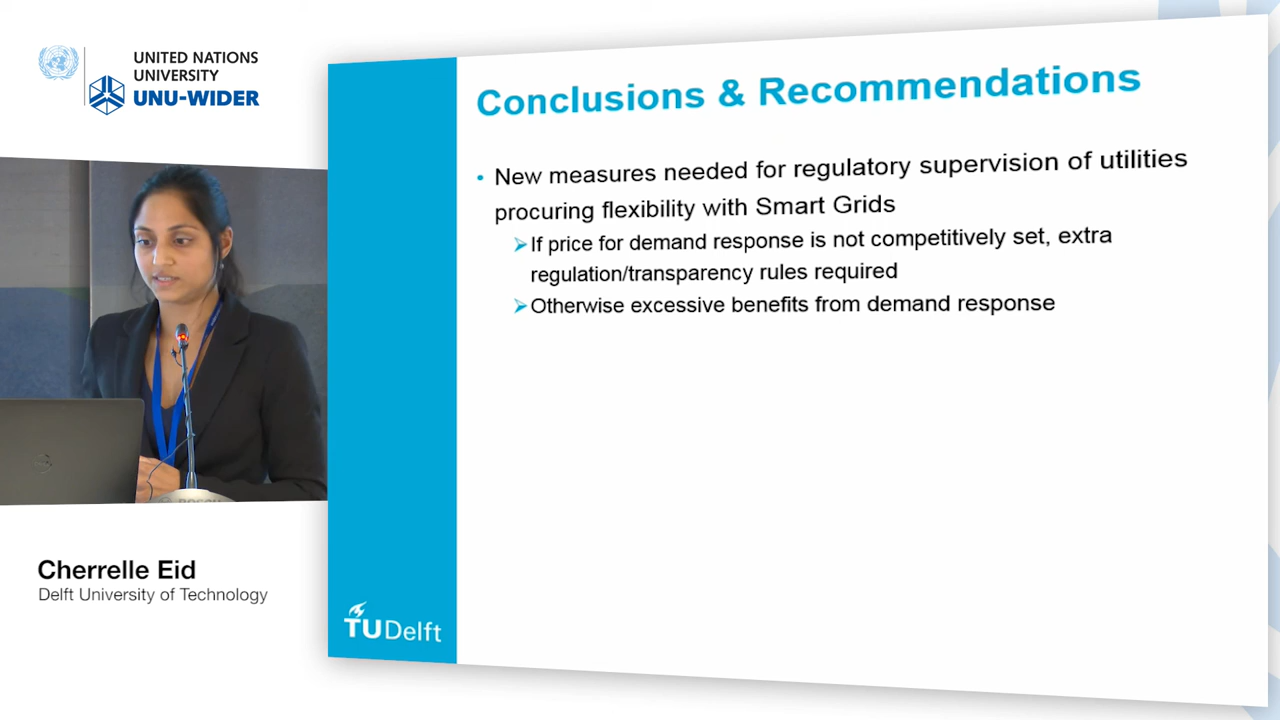 UNITED NATIONS
UNIVERSITY
UNU-WIDER
Conclusions & Recommendations
• New measures needed for regulatory supervision of utilities
procuring flexibility with Smart Grids
➢If price for demand response is not competitively set, extra
regulation/transparency rules required
➢Otherwise excessive benefits from demand response
Cherrelle Eid
Delft University of Technology
TUDelft